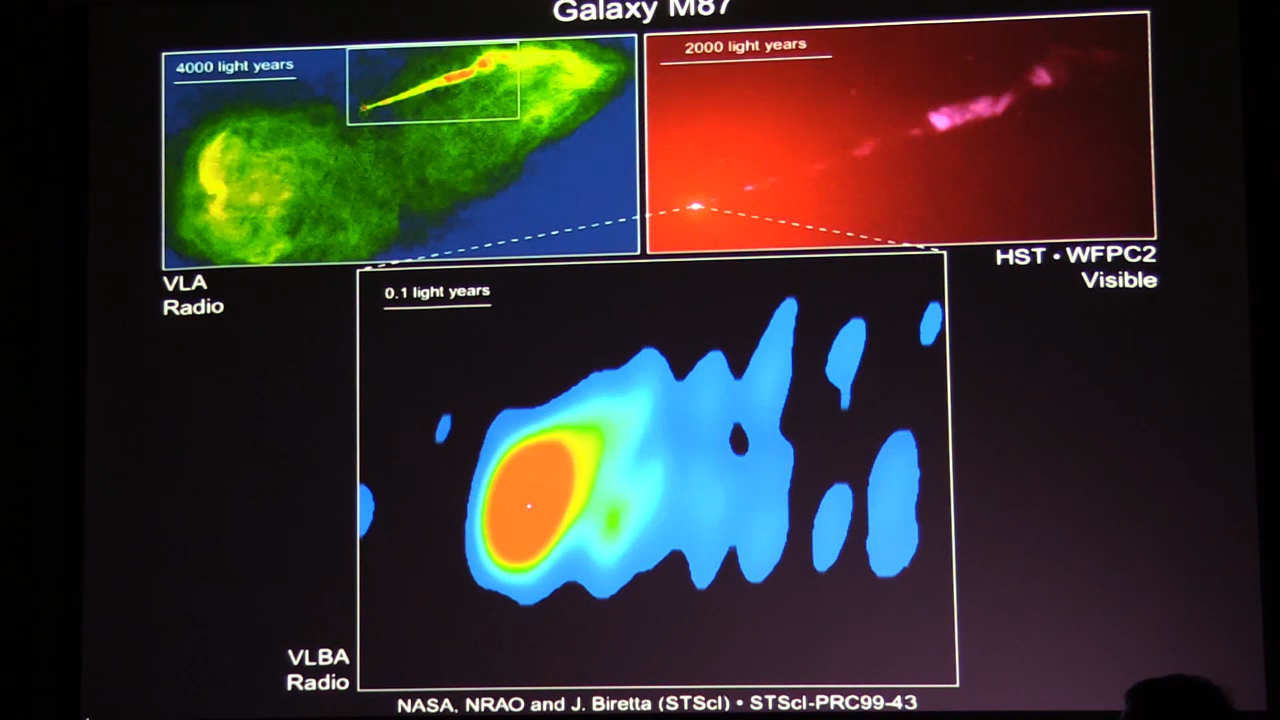 Galaxy M87
4000 light years
2000 light years
VLA
Radio
HST • WFPC2
Visible
0.1 light years
VLBA
Radio
NASA, NRAO and J. Biretta (STScI) • STScI-PRC99-43